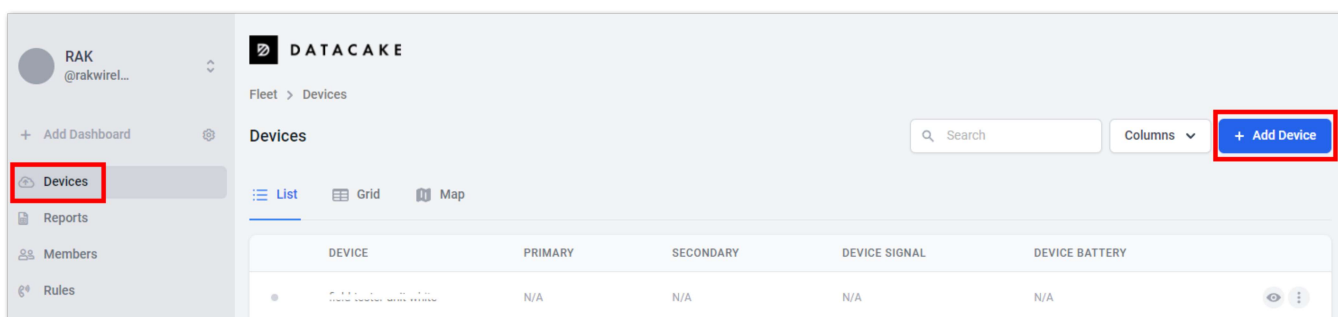 RAK
@rakwirel...
+ Add Dashboard
Devices
Reports
Members
Rules
DATACAKE
Fleet > Devices
Devices
Search
Columns
+ Add Device
List Grid Map
DEVICE PRIMARY SECONDARY DEVICE SIGNAL DEVICE BATTERY
N/A N/A N/A N/A